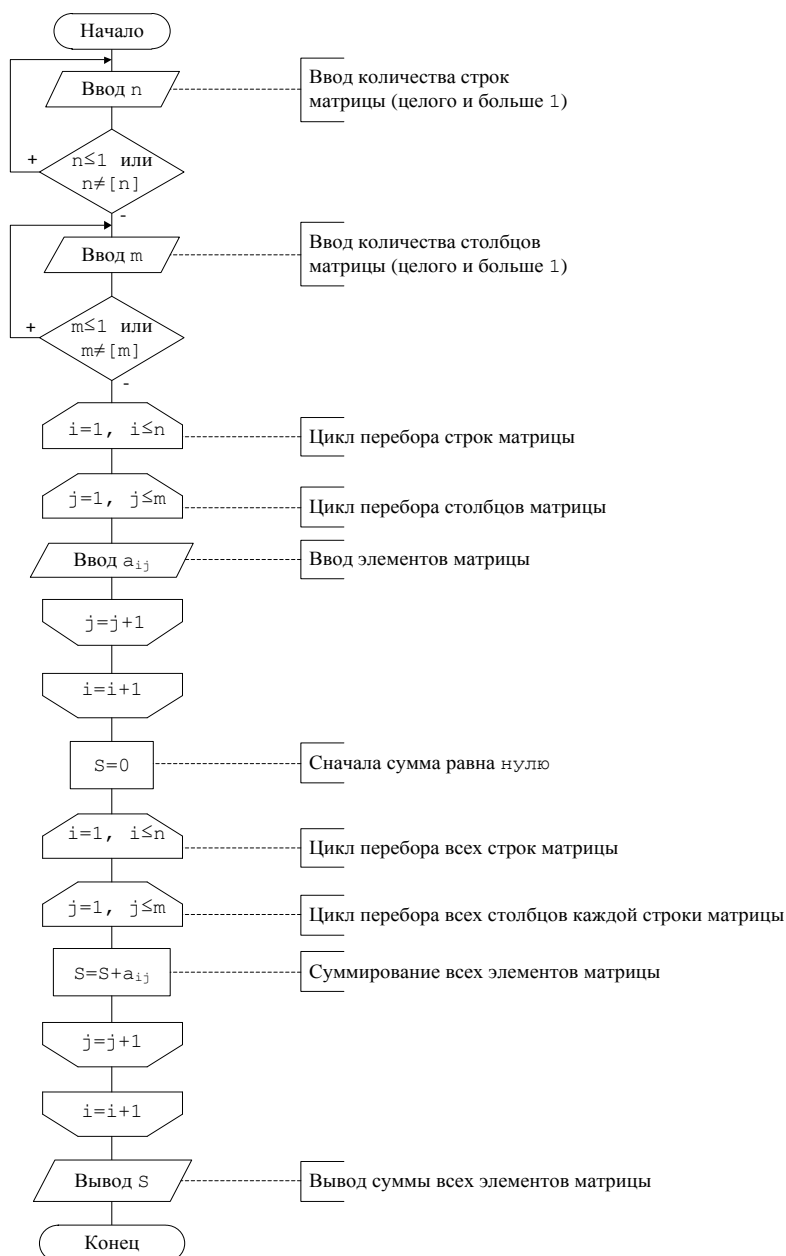 Начало
Ввод n
Ввод количества строк
матрицы (целого и больше 1)
+
n≤1 или
n≠[n]
-
Ввод m
Ввод количества столбцов
матрицы (целого и больше 1)
+
m≤1 или
m≠[m]
-
i=1, i≤n
Цикл перебора строк матрицы
j=1, j≤m
Цикл перебора столбцов матрицы
Ввод aij
Ввод элементов матрицы
j=j+1
i=i+1
S=0
Сначала сумма равна нулю
i=1, i≤n
Цикл перебора всех строк матрицы
j=1, j≤m
Цикл перебора всех столбцов каждой строки матрицы
S=S+aij
Суммирование всех элементов матрицы
j=j+1
i=i+1
Вывод S
Вывод суммы всех элементов матрицы
Конец